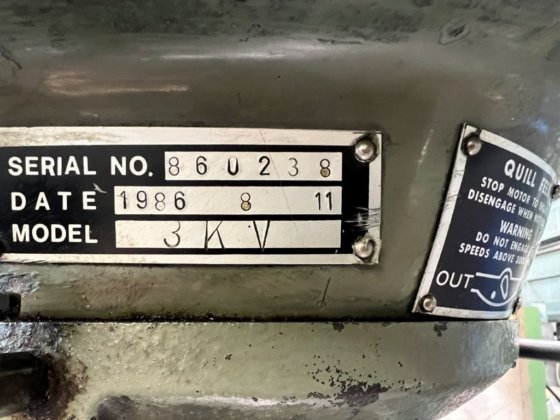 SERIAL NO. 860238
DATE 1986 8 11
MODEL 3KV
QUILL
STOP MOTOR TO
DISENGAGE WHEN
WARNING
DO NOT ENGAGE
SPEEDS ABOVE
OUT